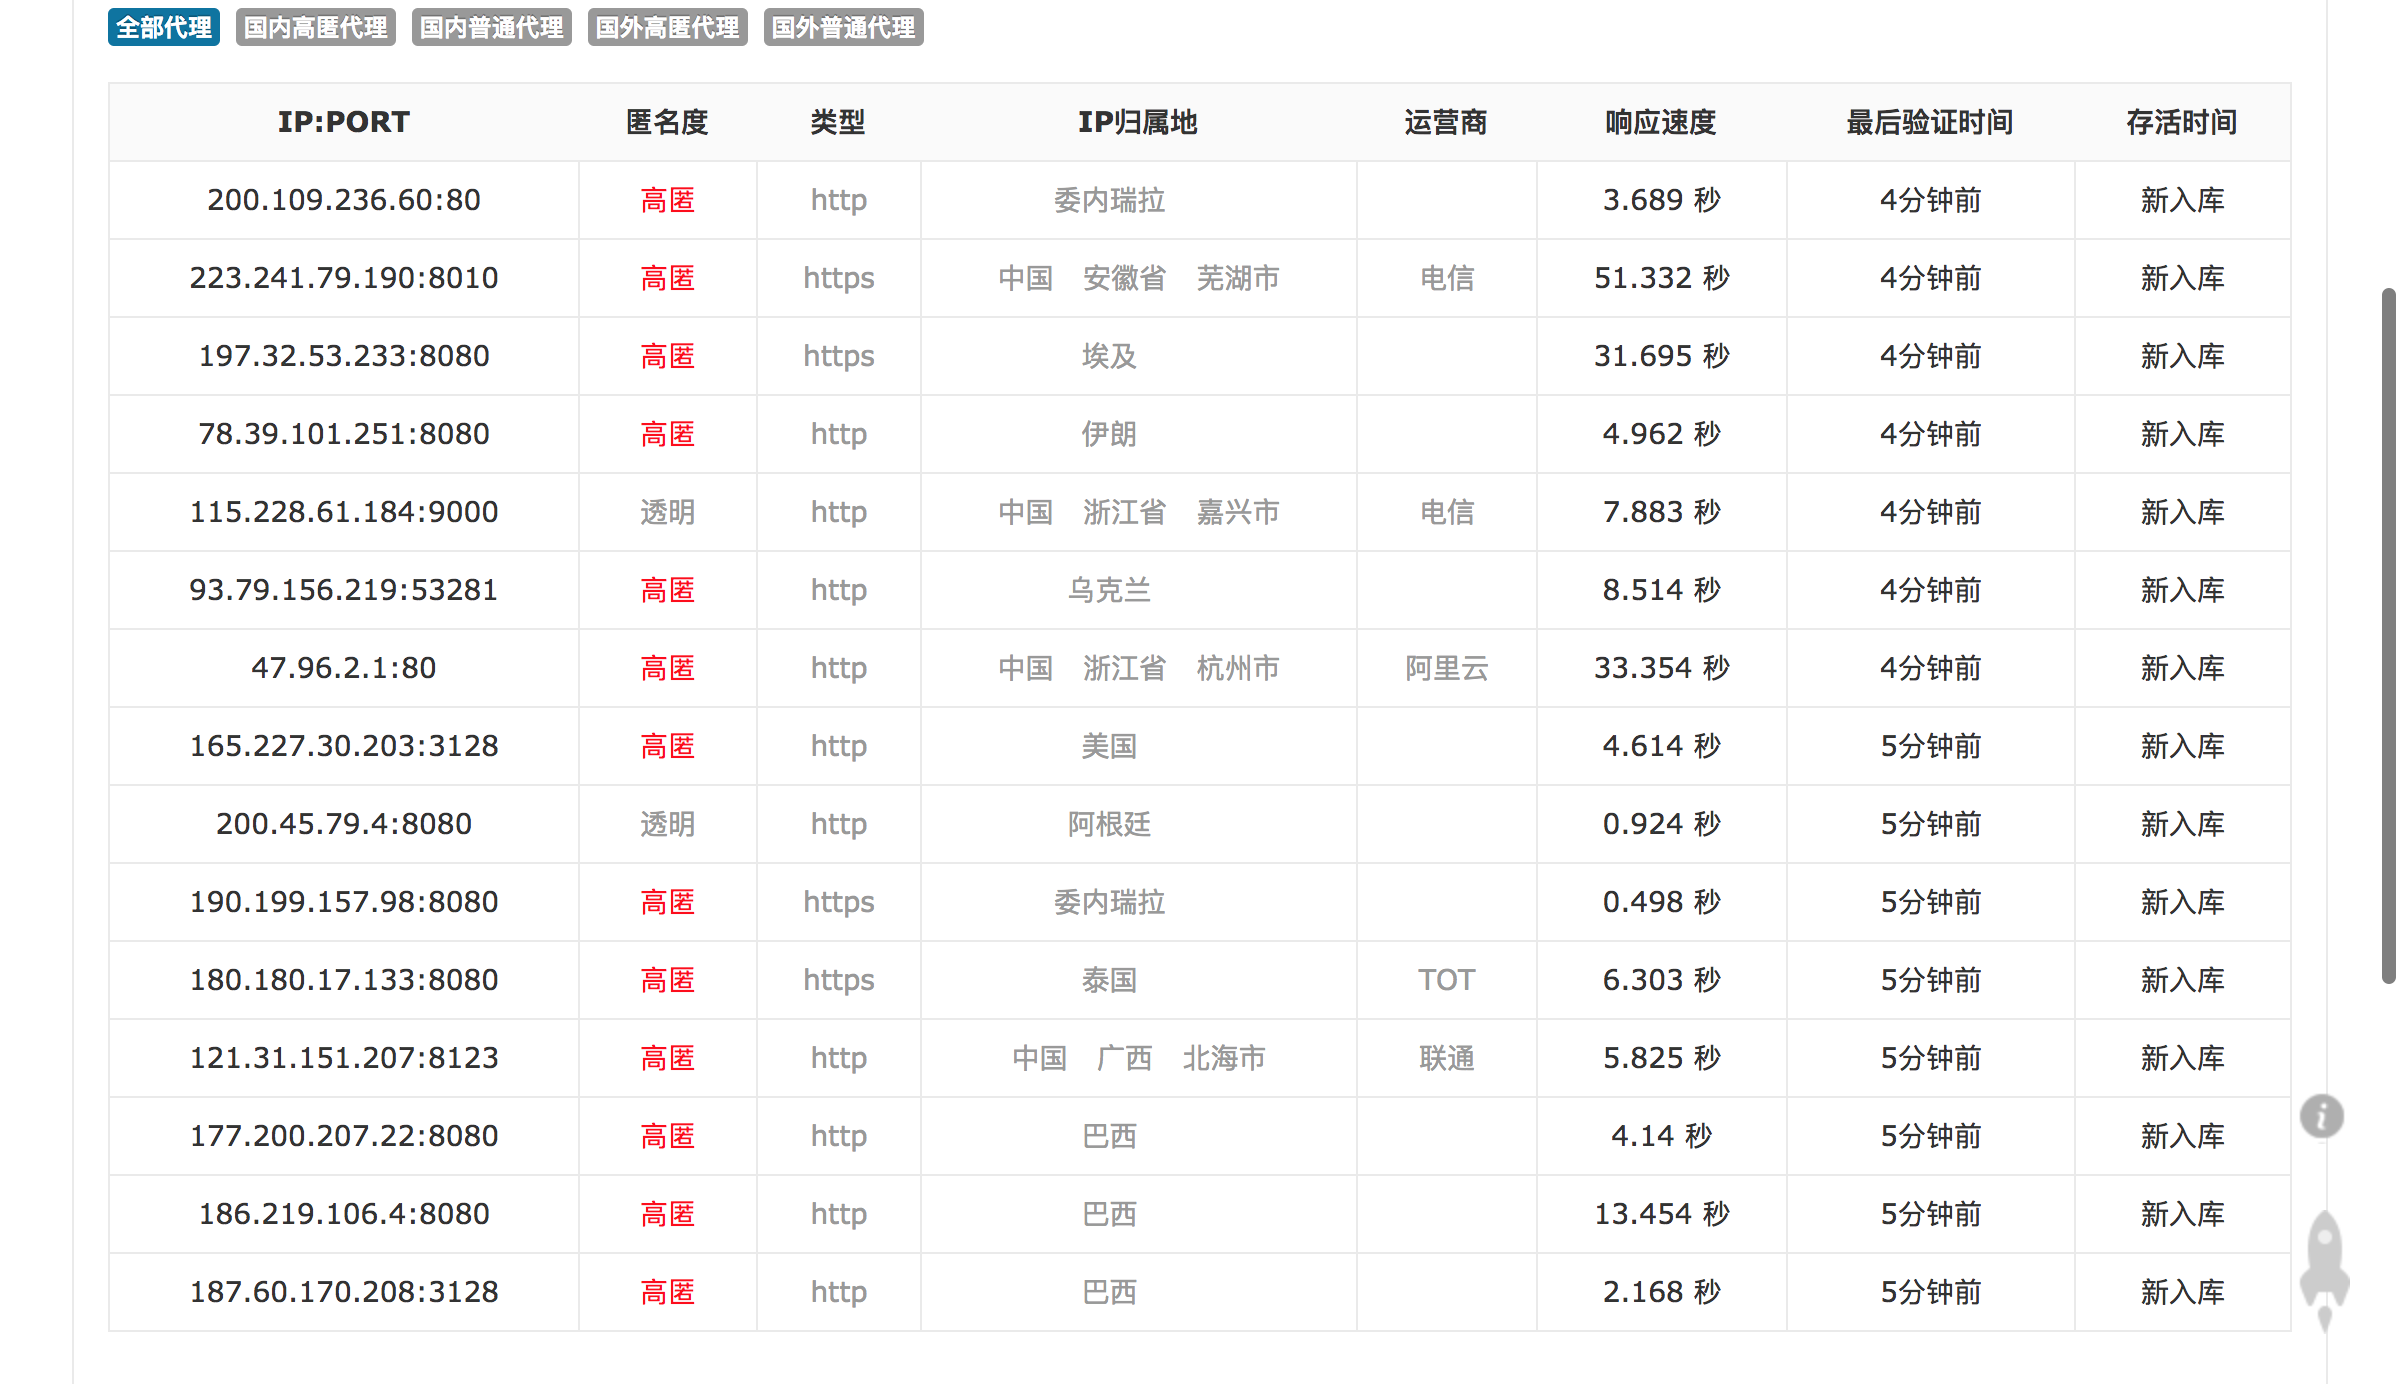 全部代理 国内高匿代理 国内普通代理 国外高匿代理 国外普通代理
IP:PORT 匿名度 类型 IP归属地 运营商 响应速度 最后验证时间 存活时间
200.109.236.60:80 高匿 http 委内瑞拉 3.689 秒 4分钟前 新入库
223.241.79.190:8010 高匿 https 中国 安徽省 芜湖市 电信 51.332 秒 4分钟前 新入库
197.32.53.233:8080 高匿 https 埃及 31.695 秒 4分钟前 新入库
78.39.101.251:8080 高匿 http 伊朗 4.962 秒 4分钟前 新入库
115.228.61.184:9000 透明 http 中国 浙江省 嘉兴市 电信 7.883 秒 4分钟前 新入库
93.79.156.219:53281 高匿 http 乌克兰 8.514 秒 4分钟前 新入库
47.96.2.1:80 高匿 http 中国 浙江省 杭州市 阿里云 33.354 秒 4分钟前 新入库
165.227.30.203:3128 高匿 http 美国 4.614 秒 5分钟前 新入库
200.45.79.4:8080 透明 http 阿根廷 0.924 秒 5分钟前 新入库
190.199.157.98:8080 高匿 https 委内瑞拉 0.498 秒 5分钟前 新入库
180.180.17.133:8080 高匿 https 泰国 TOT 6.303 秒 5分钟前 新入库
121.31.151.207:8123 高匿 http 中国 广西 北海市 联通 5.825 秒 5分钟前 新入库
177.200.207.22:8080 高匿 http 巴西 4.14 秒 5分钟前 新入库
186.219.106.4:8080 高匿 http 巴西 13.454 秒 5分钟前 新入库
187.60.170.208:3128 高匿 http 巴西 2.168 秒 5分钟前 新入库